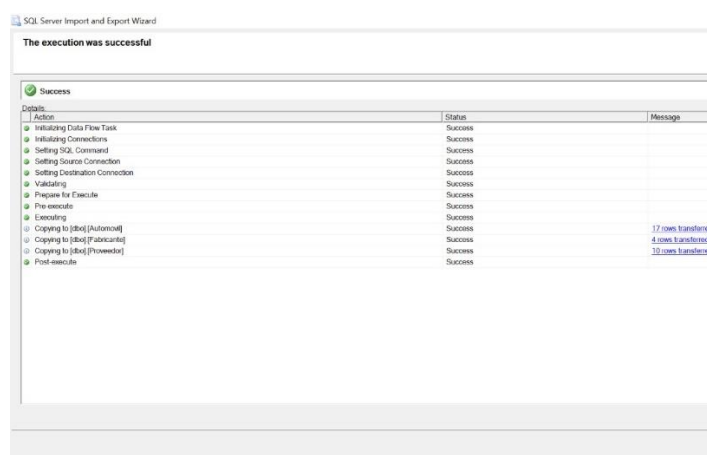 SQL Server Import and Export Wizard
The execution was successful
Success
Details:
Action Status Message
Initializing Data Flow Task Success
Initializing Connections Success
Setting SQL Command Success
Setting Source Connection Success
Setting Destination Connection Success
Validating Success
Prepare for Execute Success
Pre-execute Success
Executing Success
Copying to [dbo].[Automovil] Success 17 rows transferre
Copying to [dbo].[Fabricante] Success 4 rows transferred
Copying to [dbo].[Proveedor] Success 10 rows transferre
Post-execute Success